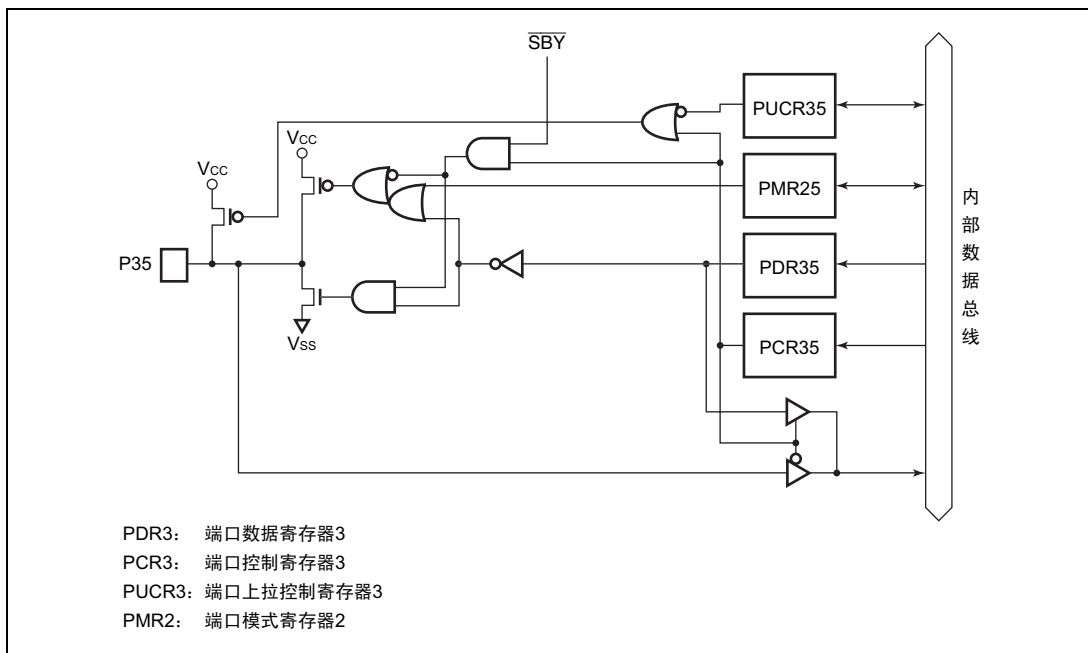 SBY
PUCR35
VCC
VCC
PMR25
P35
PDR35
VSS
PCR35
内部数据总线
PDR3： 端口数据寄存器3
PCR3： 端口控制寄存器3
PUCR3：端口上拉控制寄存器3
PMR2： 端口模式寄存器2